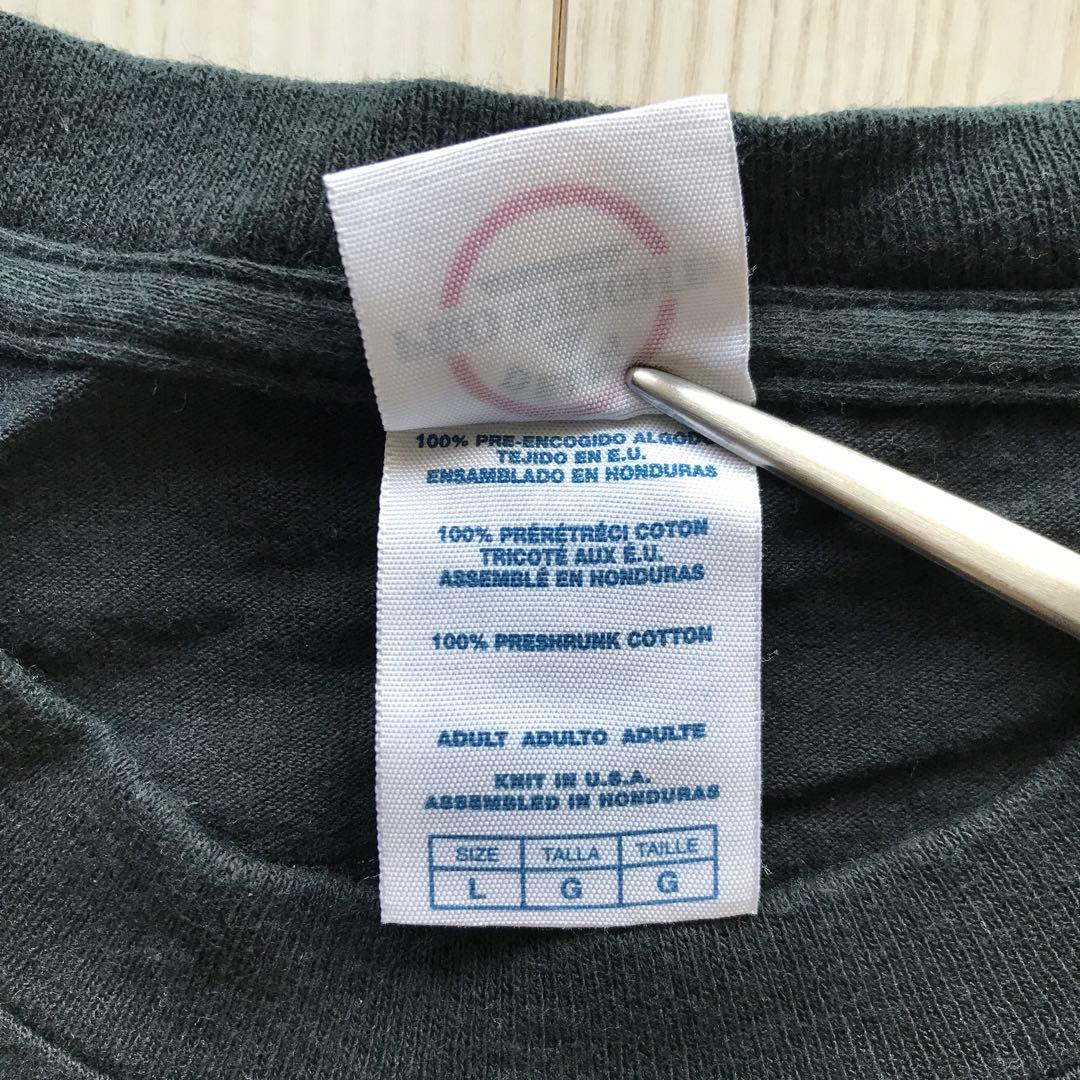 100% PRE-ENCOGIDO ALGOD
TEJIDO EN E.U.
ENSAMBLADO EN HONDURAS
100% PRÉRÉTRÉCI COTON
TRICOTÉ AUX É.U.
ASSEMBLÉ EN HONDURAS
100% PRESHRUNK COTTON
ADULT ADULTO ADULTE
KNIT IN U.S.A.
ASSEMBLED IN HONDURAS
SIZE TALLA TAILLE
L G G